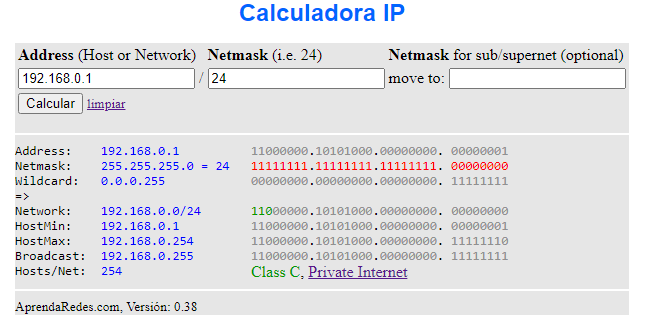 Calculadora IP
Address (Host or Network) Netmask (i.e. 24) Netmask for sub/supernet (optional)
192.168.0.1 / 24 move to:
Calcular limpiar
Address: 192.168.0.1 11000000.10101000.00000000. 00000001
Netmask: 255.255.255.0 = 24 11111111.11111111.11111111. 00000000
Wildcard: 0.0.0.255 00000000.00000000.00000000. 11111111
=>
Network: 192.168.0.0/24 11000000.10101000.00000000. 00000000
HostMin: 192.168.0.1 11000000.10101000.00000000. 00000001
HostMax: 192.168.0.254 11000000.10101000.00000000. 11111110
Broadcast: 192.168.0.255 11000000.10101000.00000000. 11111111
Hosts/Net: 254 Class C, Private Internet
AprendaRedes.com, Versión: 0.38